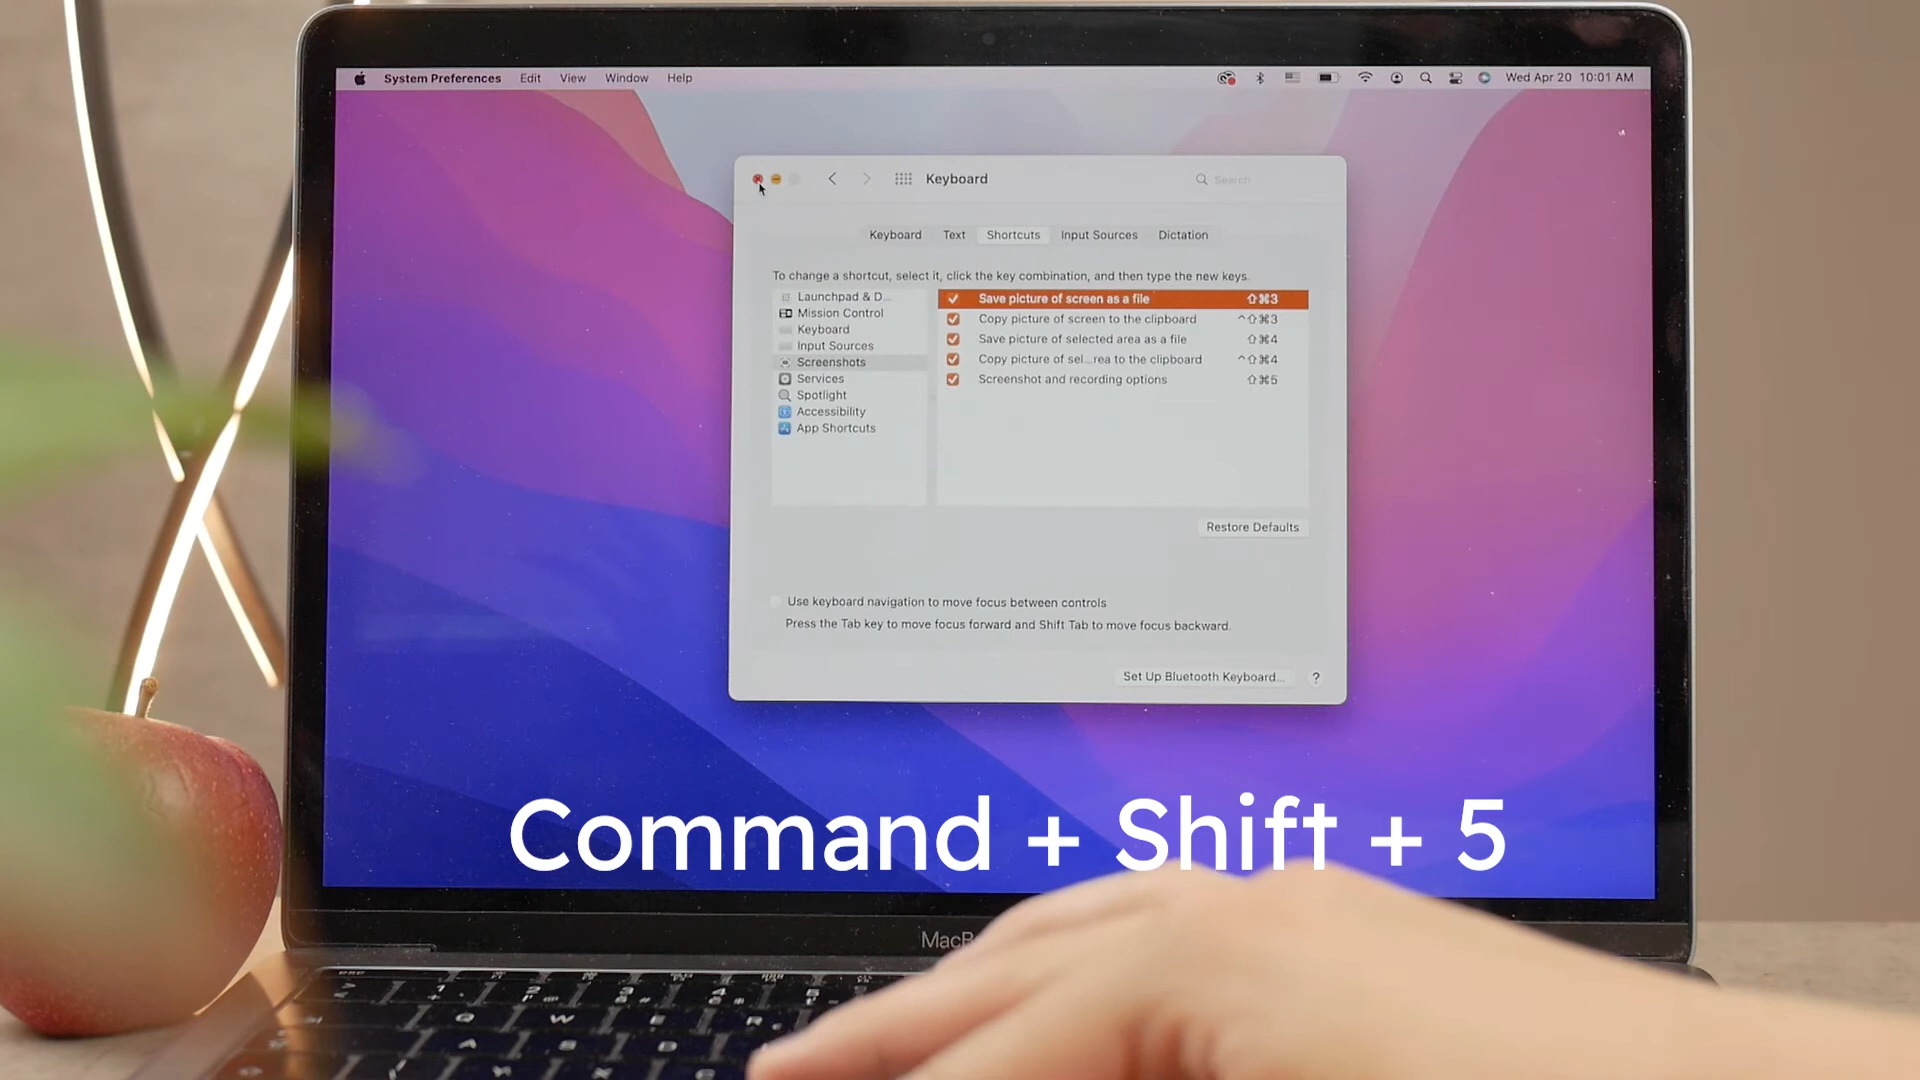 System Preferences Edit View Window Help Wed Apr 20 10:01 AM
Keyboard
Search
Keyboard Text Shortcuts Input Sources Dictation
To change a shortcut, select it, click the key combination, and then type the new keys.
Launchpad & D...
Mission Control
Keyboard
Input Sources
Screenshots
Services
Spotlight
Accessibility
App Shortcuts
Save picture of screen as a file ⇧⌘3
Copy picture of screen to the clipboard ^⇧⌘3
Save picture of selected area as a file ⇧⌘4
Copy picture of sel...rea to the clipboard ^⇧⌘4
Screenshot and recording options ⇧⌘5
Restore Defaults
Use keyboard navigation to move focus between controls
Press the Tab key to move focus forward and Shift Tab to move focus backward.
Set Up Bluetooth Keyboard... ?
Command + Shift + 5
Q W E R
A S D